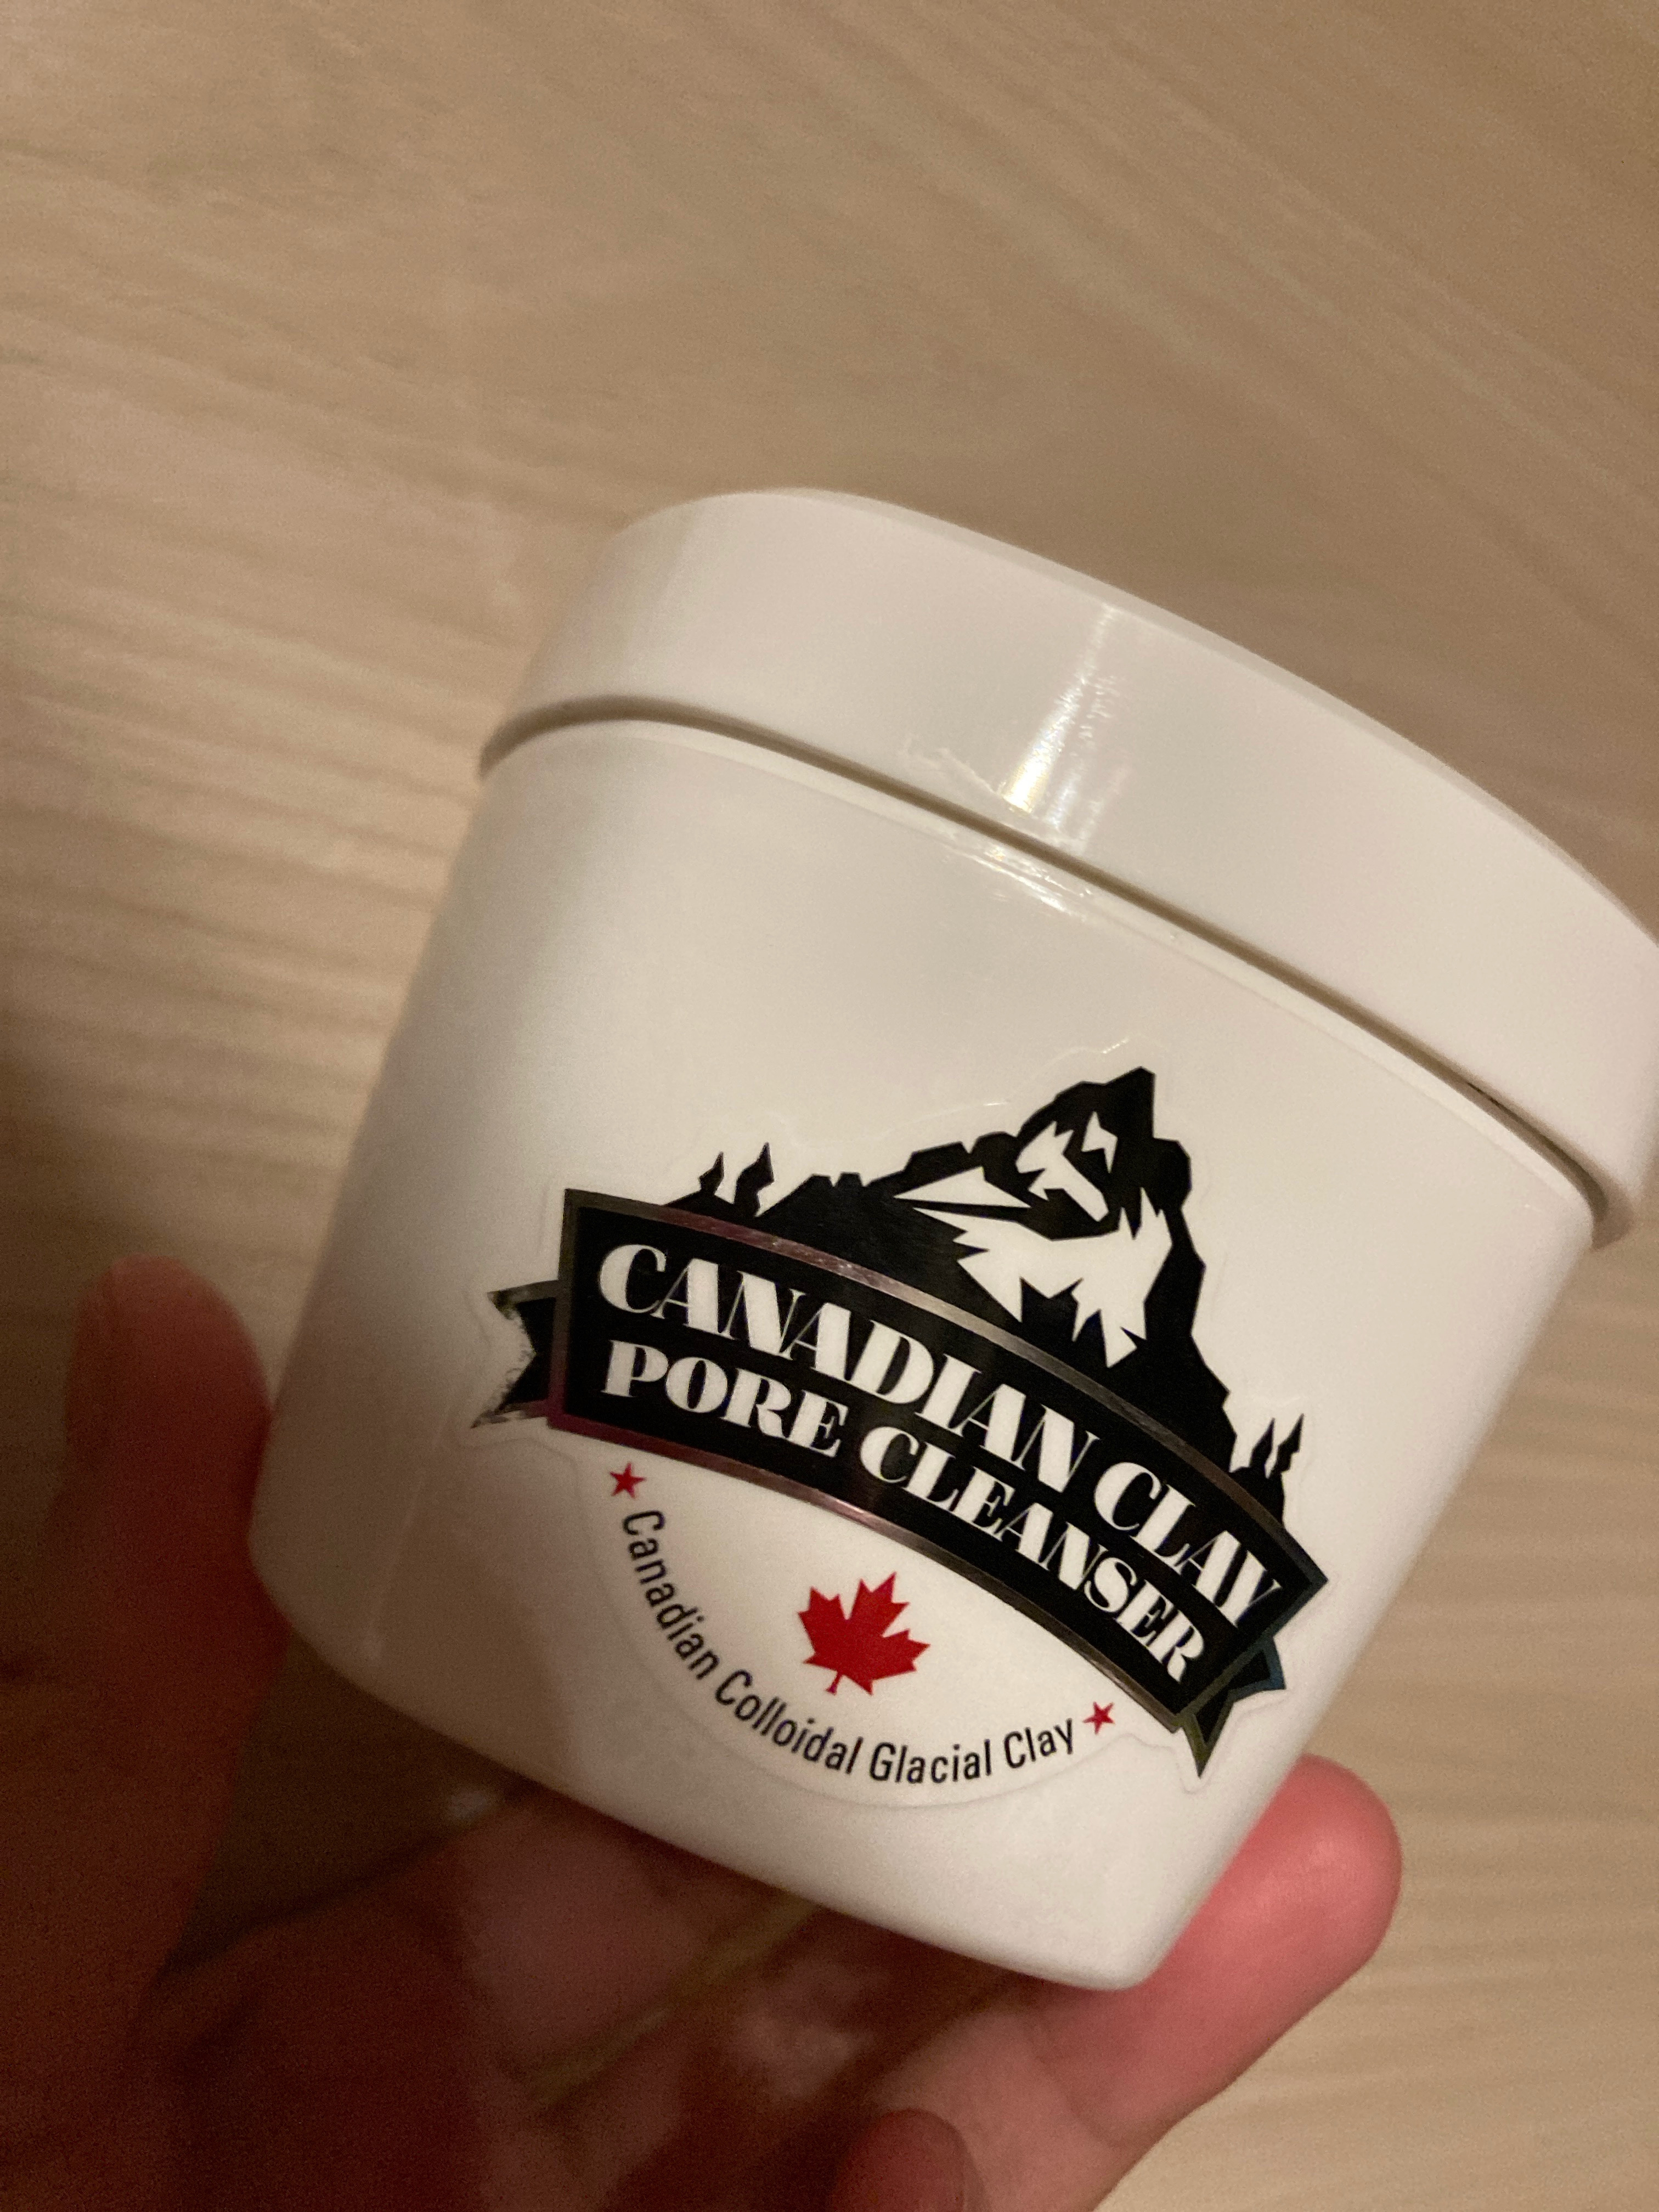 CANADIAN CLAY
PORE CLEANSER
Canadian Colloidal Glacial Clay